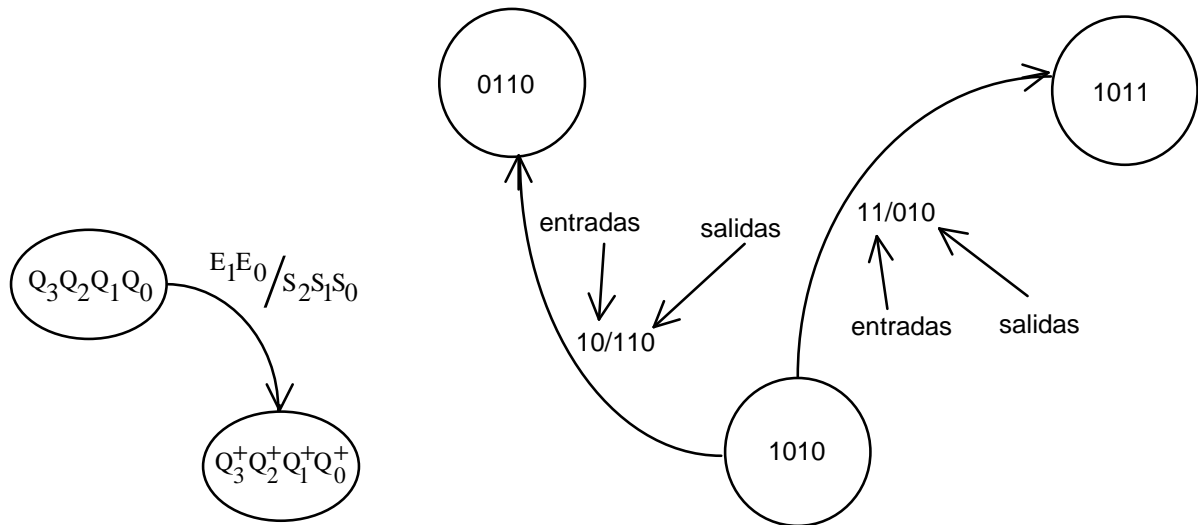 Q3Q2Q1Q0
E1E0/S2S1S0
Q3+Q2+Q1+Q0+
0110
1011
entradas
salidas
10/110
11/010
entradas
salidas
1010